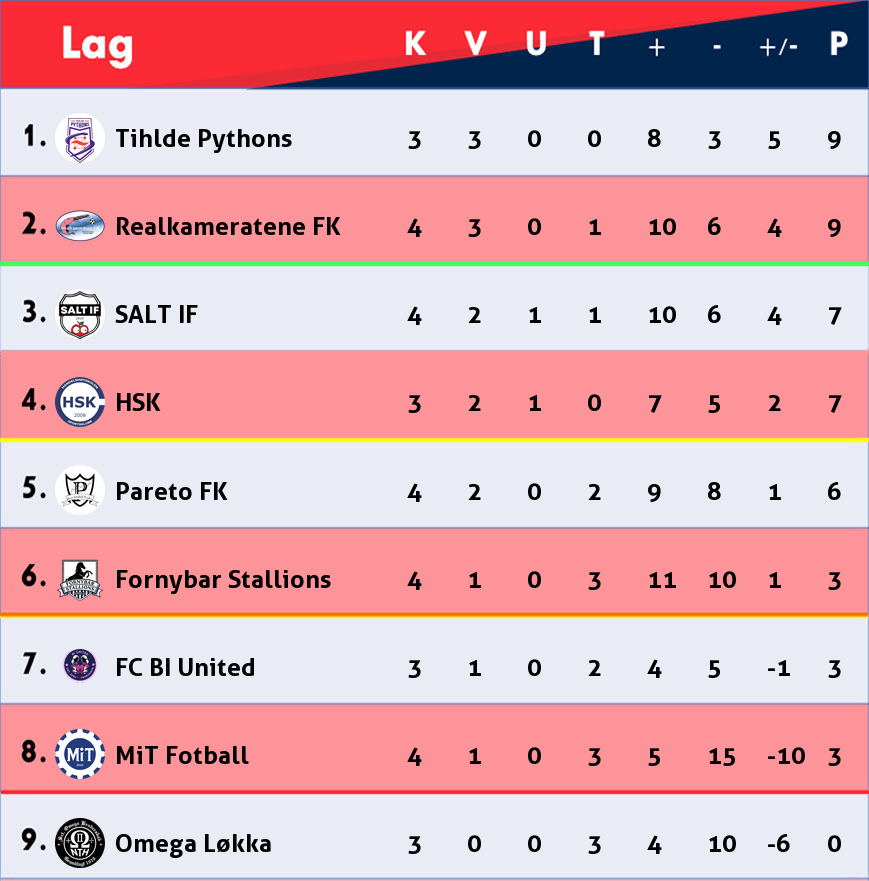 Lag K V U T + - +/- P
1. PYTHONS Tihlde Pythons 3 3 0 0 8 3 5 9
2. Realkameratene FK 4 3 0 1 10 6 4 9
3. SALT IF SALT IF 4 2 1 1 10 6 4 7
4. HSK 2008 HSK 3 2 1 0 7 5 2 7
5. P Pareto FK 4 2 0 2 9 8 1 6
6. FORNYBAR STALLIONS Fornybar Stallions 4 1 0 3 11 10 1 3
7. FC BI United 3 1 0 2 4 5 -1 3
8. MiT MiT Fotball 4 1 0 3 5 15 -10 3
9. NTH Omega Løkka 3 0 0 3 4 10 -6 0